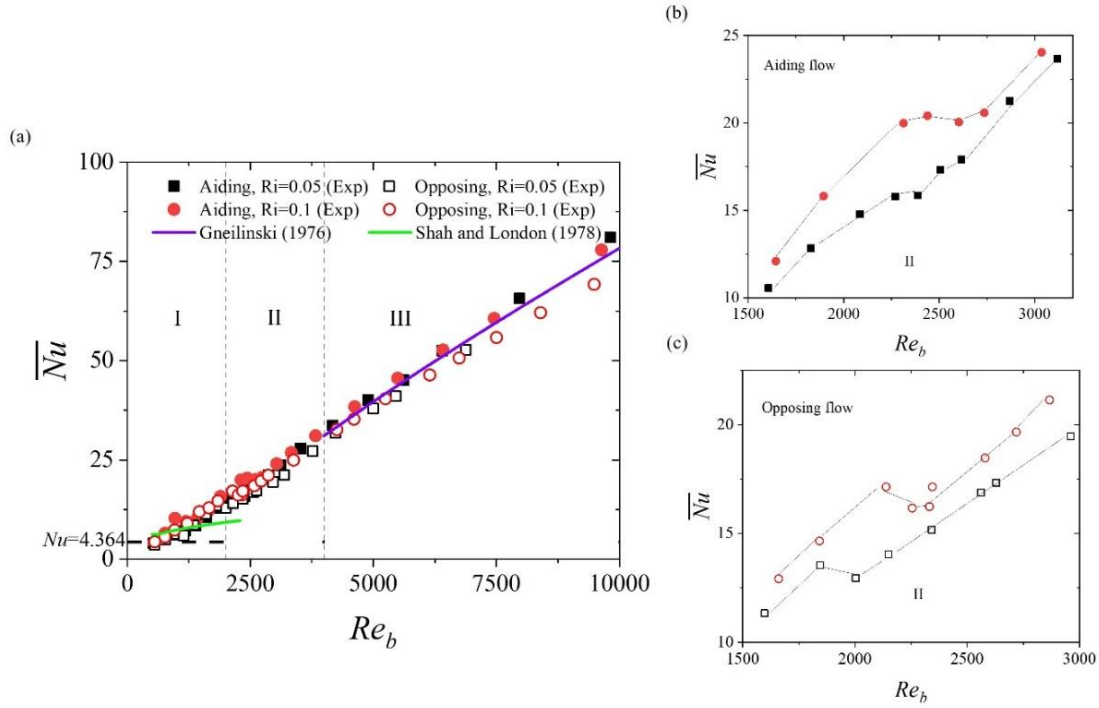 (a)
100
75
50
25
0
Nu
Aiding, Ri=0.05 (Exp) Opposing, Ri=0.05 (Exp)
Aiding, Ri=0.1 (Exp) Opposing, Ri=0.1 (Exp)
Gneilinski (1976) Shah and London (1978)
I II III
Nu=4.364
0 2500 5000 7500 10000
Re_b
(b)
25
20
15
10
Nu
Aiding flow
II
1500 2000 2500 3000
Re_b
(c)
20
15
10
Nu
Opposing flow
II
1500 2000 2500 3000
Re_b